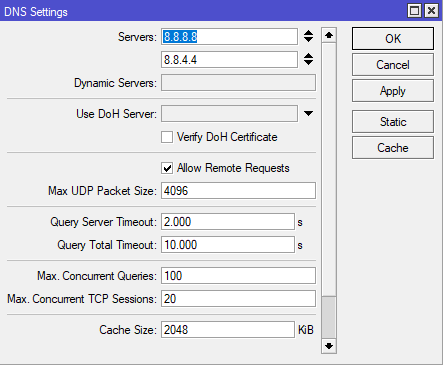 DNS Settings
Servers: 8.8.8.8
8.8.4.4
Dynamic Servers:
Use DoH Server:
Verify DoH Certificate
Allow Remote Requests
Max UDP Packet Size: 4096
Query Server Timeout: 2.000 s
Query Total Timeout: 10.000 s
Max. Concurrent Queries: 100
Max. Concurrent TCP Sessions: 20
Cache Size: 2048 KiB
OK
Cancel
Apply
Static
Cache